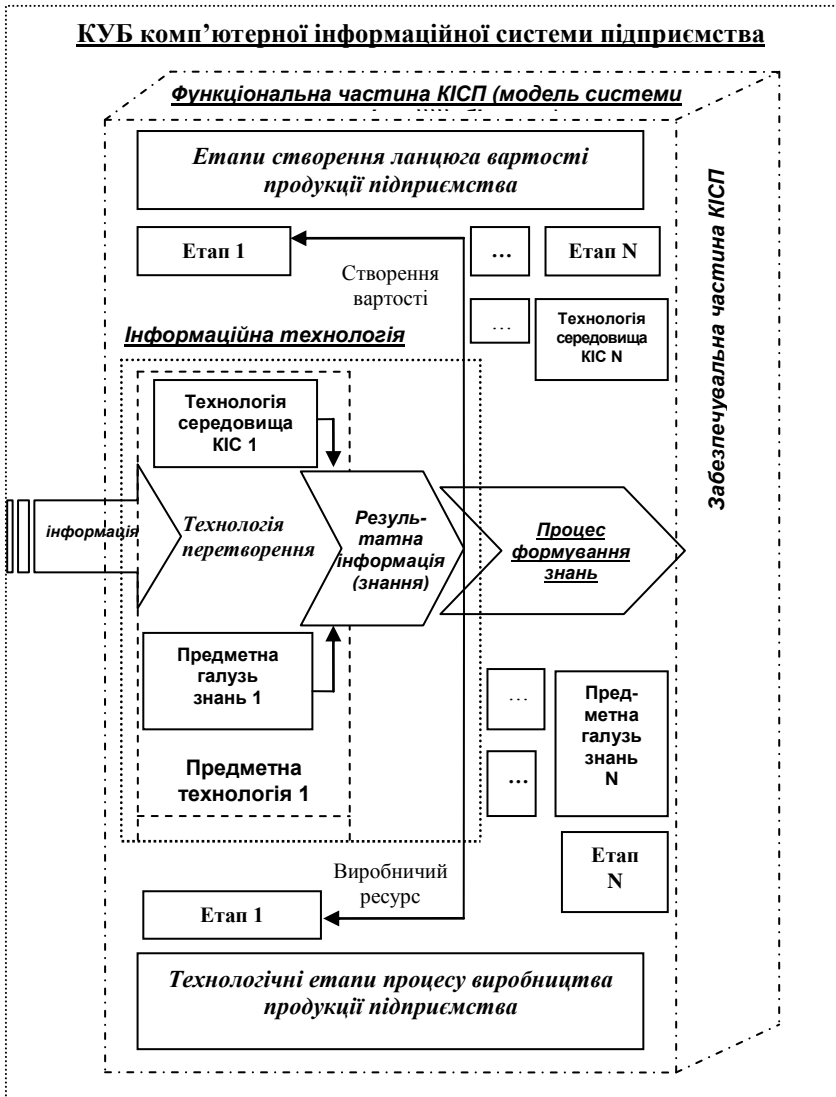 КУБ комп’ютерної інформаційної системи підприємства
Функціональна частина КІСП (модель системи
Етапи створення ланцюга вартості
продукції підприємства
Етап 1
...
Етап N
Створення
вартості
...
Технологія
середовища
КІС N
Інформаційна технологія
Технологія
середовища
КІС 1
інформація
Технологія
перетворення
Резуль-
татна
інформація
(знання)
Процес
формування
знань
Предметна
галузь
знань 1
...
Пред-
метна
галузь
знань
N
...
Предметна
технологія 1
Етап
N
Виробничий
ресурс
Етап 1
Технологічні етапи процесу виробництва
продукції підприємства
Забезпечувальна частина КІСП